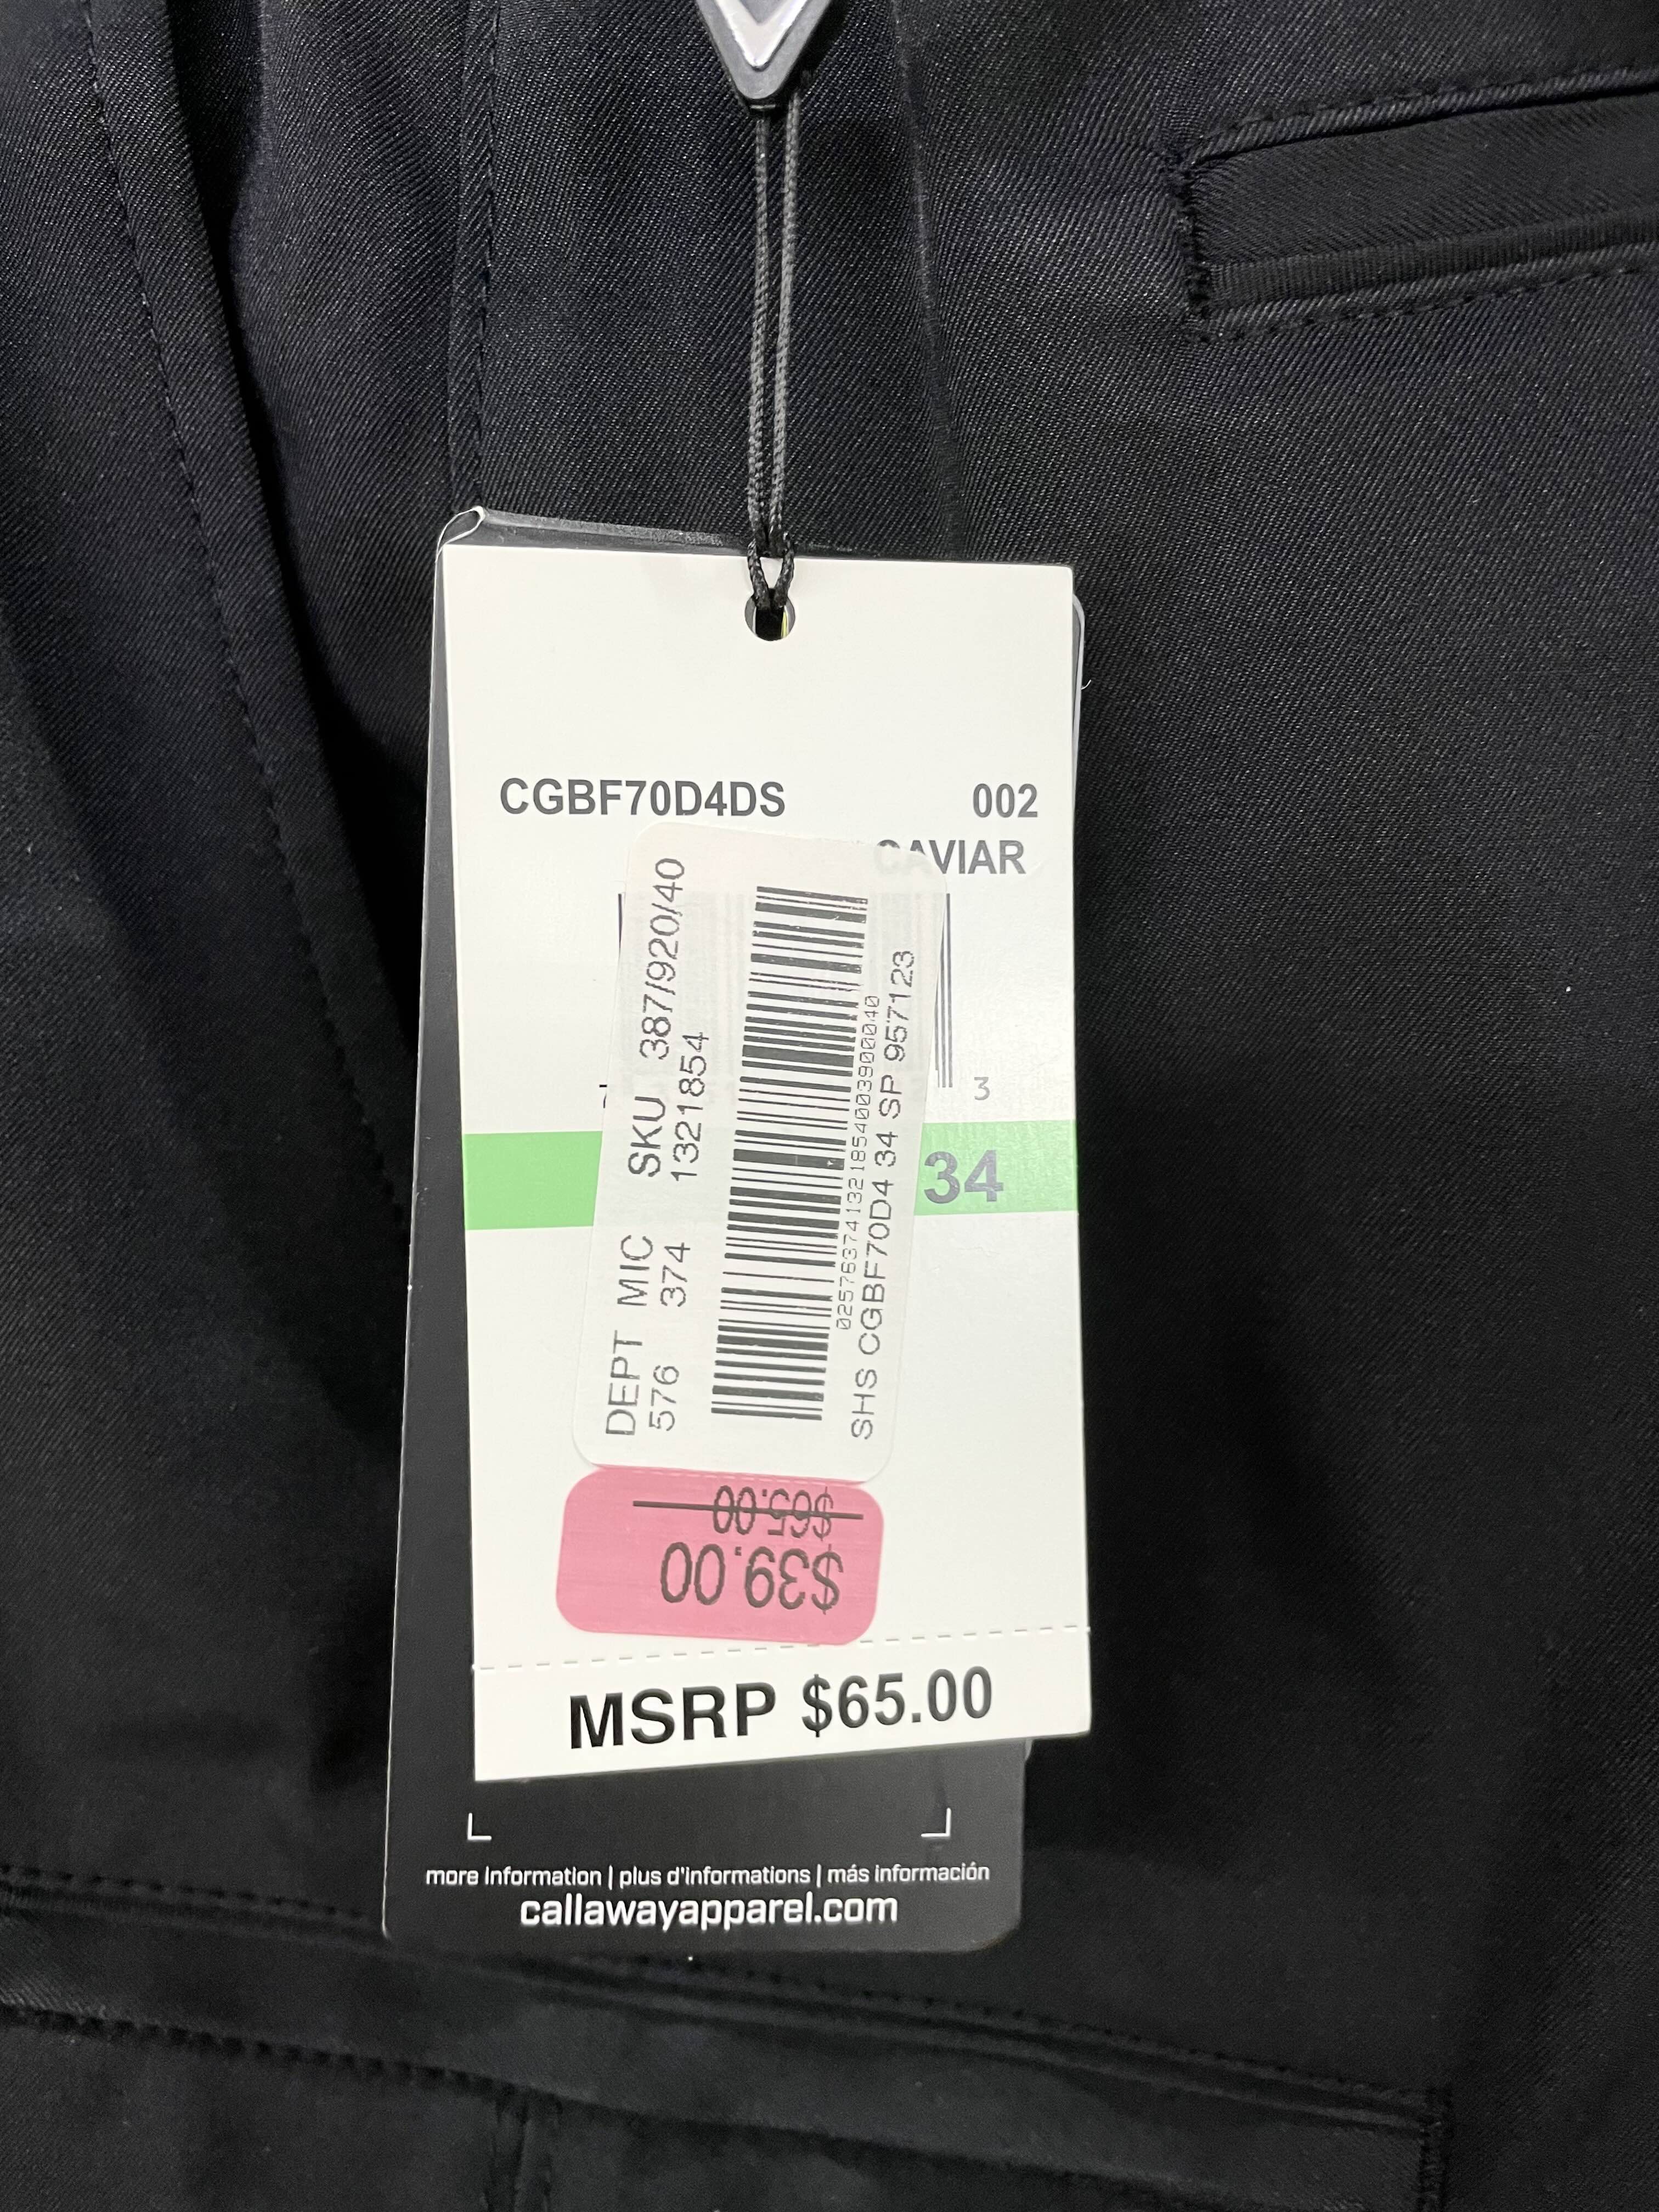 CGBF70D4DS 002
CAVIAR
DEPT MIC SKU 387/920/40
576 374 1321854
SHS CGBF70D4 34 SP 957123
3
34
$65.00
$39.00
MSRP $65.00
more information | plus d'informations | más información
callawayapparel.com